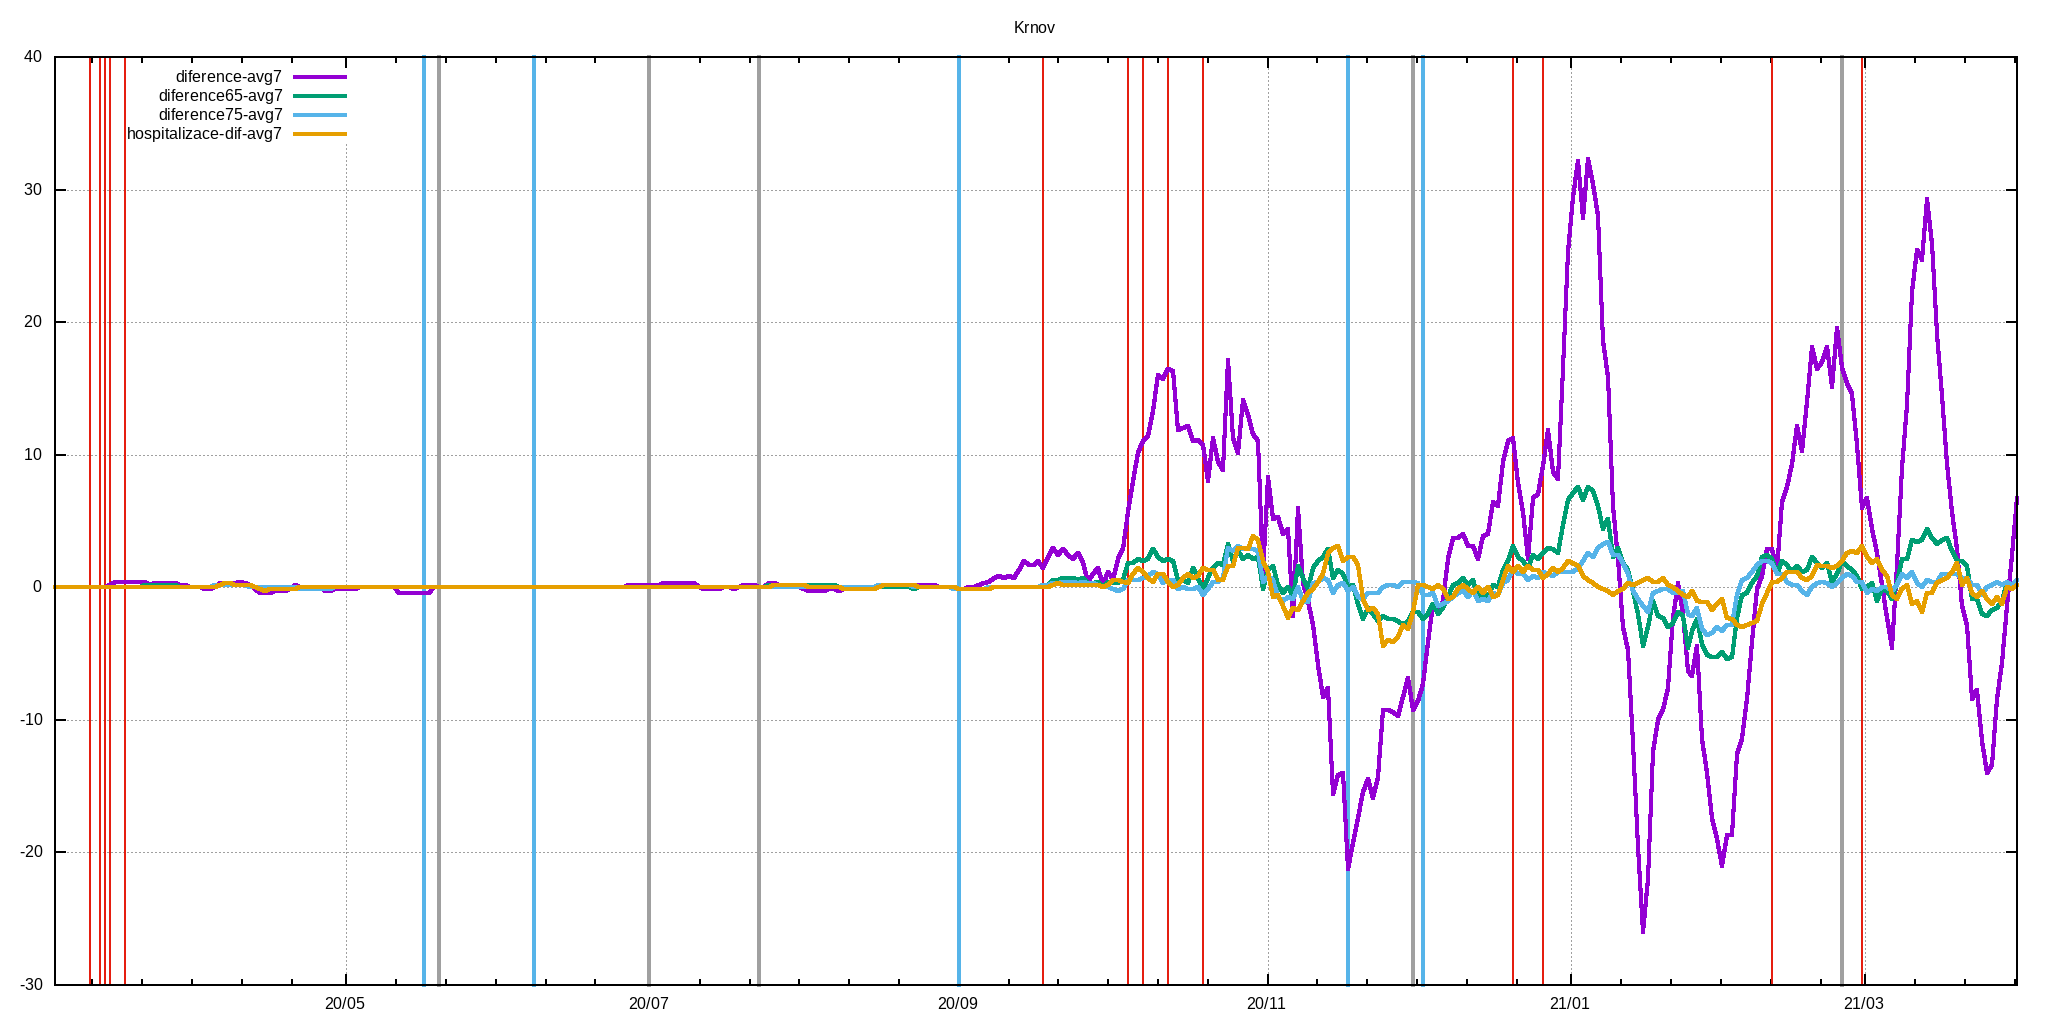 Krnov
40
diference-avg7
diference65-avg7
diference75-avg7
hospitalizace-dif-avg7
30
20
10
0
-10
-20
-30
20/05 20/07 20/09 20/11 21/01 21/03